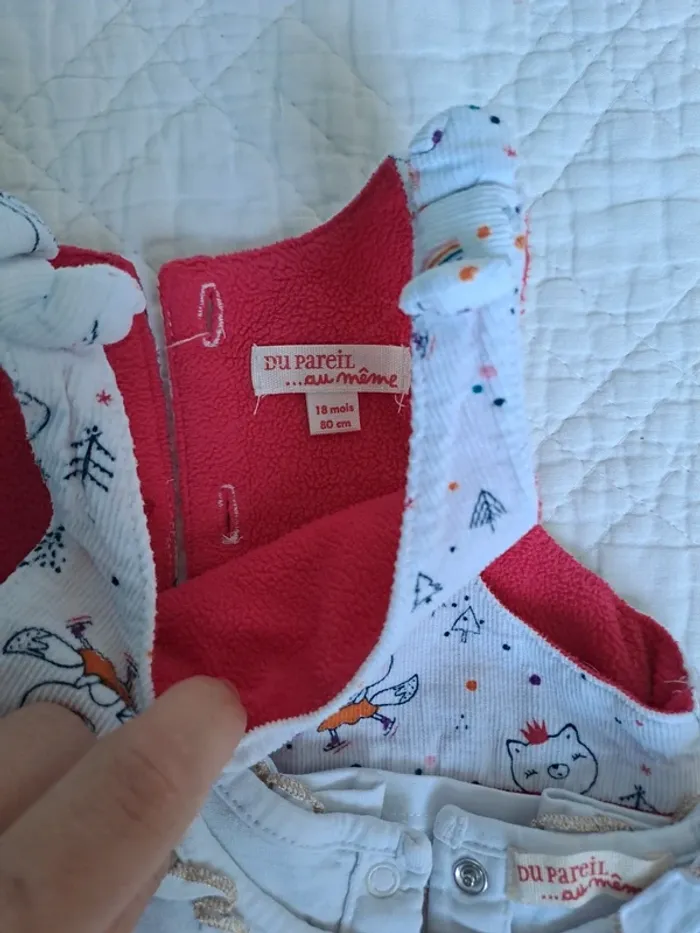 DU PAREIL
...au même
18 mois
80 cm
DU PAREIL
...au même